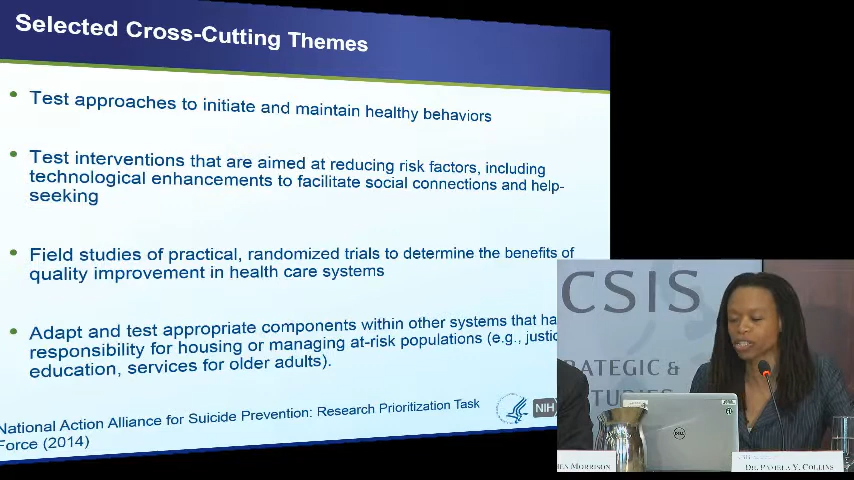 Selected Cross-Cutting Themes
• Test approaches to initiate and maintain healthy behaviors
• Test interventions that are aimed at reducing risk factors, including
technological enhancements to facilitate social connections and help-
seeking
• Field studies of practical, randomized trials to determine the benefits of
quality improvement in health care systems
• Adapt and test appropriate components within other systems that ha
responsibility for housing or managing at-risk populations (e.g., justic
education, services for older adults).
National Action Alliance for Suicide Prevention: Research Prioritization Task
Force (2014)
NIH
CSIS
RATEGIC &
STUDIES
DELL
Morrison
Dr. Pamela Y. Collins